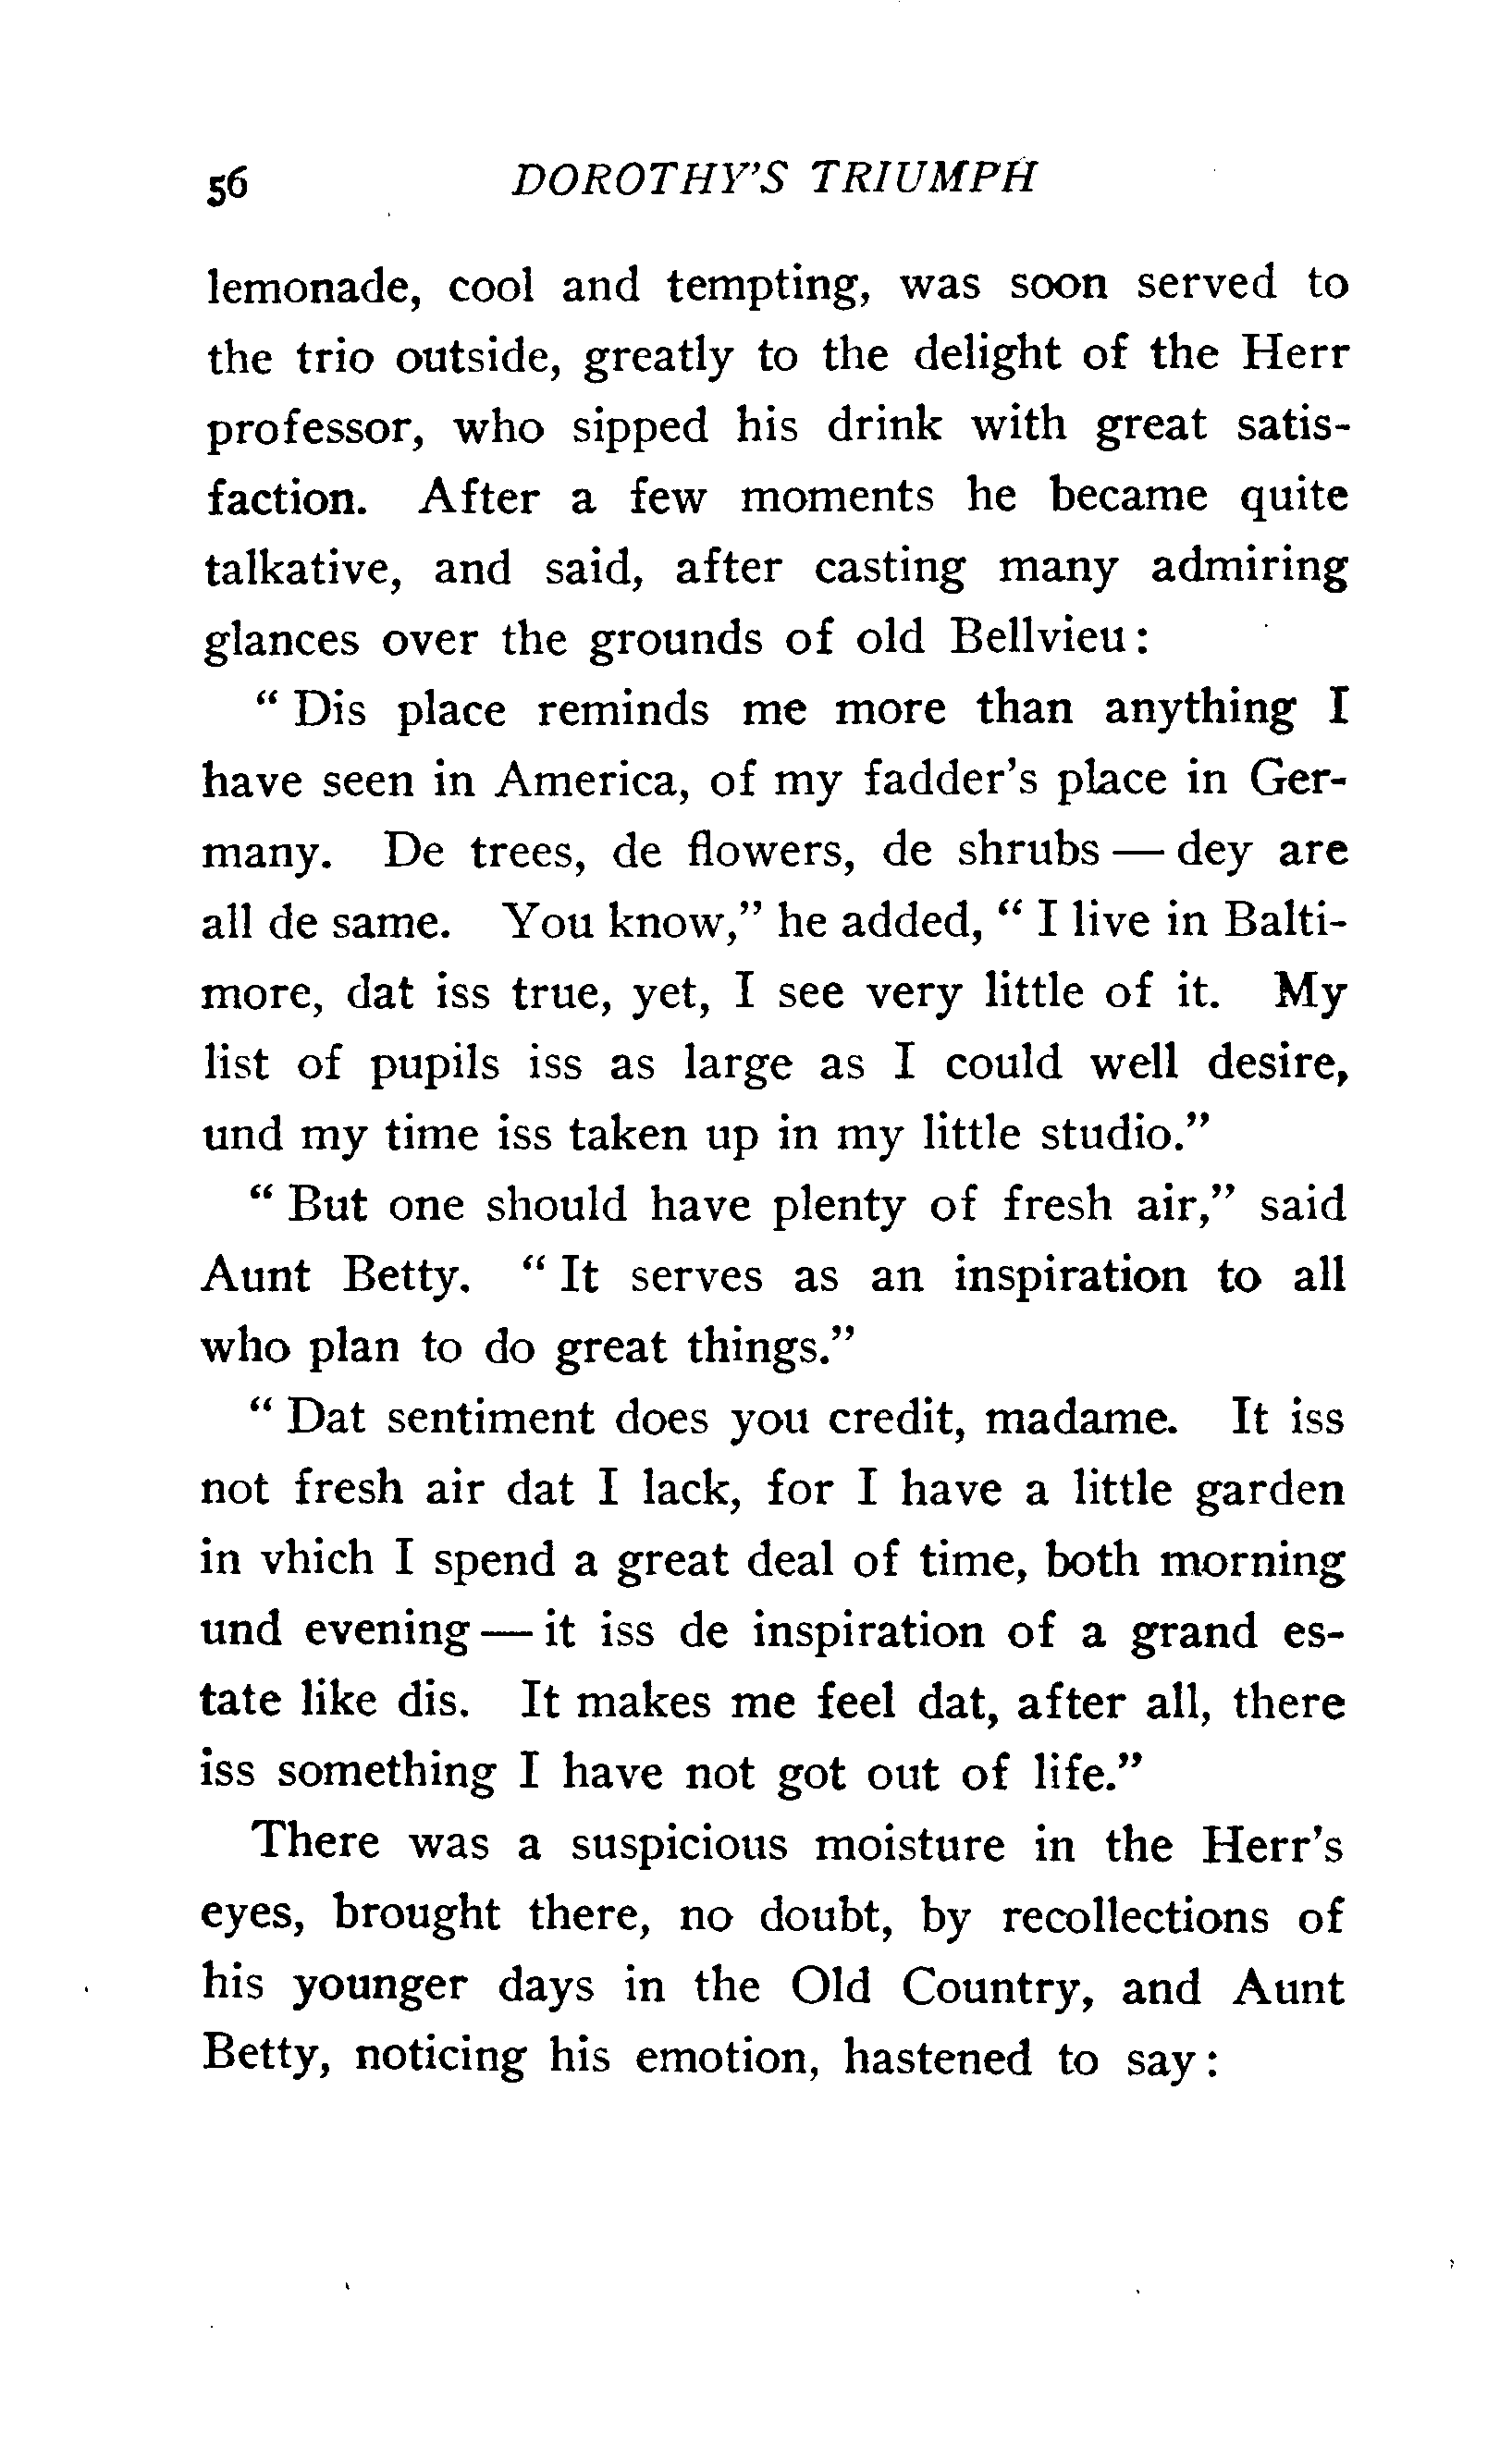 56 DOROTHY'S TRIUMPH
lemonade, cool and tempting, was soon served to
the trio outside, greatly to the delight of the Herr
professor, who sipped his drink with great satis-
faction. After a few moments he became quite
talkative, and said, after casting many admiring
glances over the grounds of old Bellvieu:
" Dis place reminds me more than anything I
have seen in America, of my fadder's place in Ger-
many. De trees, de flowers, de shrubs — dey are
all de same. You know," he added, " I live in Balti-
more, dat iss true, yet, I see very little of it. My
list of pupils iss as large as I could well desire,
und my time iss taken up in my little studio."
" But one should have plenty of fresh air," said
Aunt Betty. " It serves as an inspiration to all
who plan to do great things."
" Dat sentiment does you credit, madame. It iss
not fresh air dat I lack, for I have a little garden
in vhich I spend a great deal of time, both morning
und evening — it iss de inspiration of a grand es-
tate like dis. It makes me feel dat, after all, there
iss something I have not got out of life."
There was a suspicious moisture in the Herr's
eyes, brought there, no doubt, by recollections of
his younger days in the Old Country, and Aunt
Betty, noticing his emotion, hastened to say: